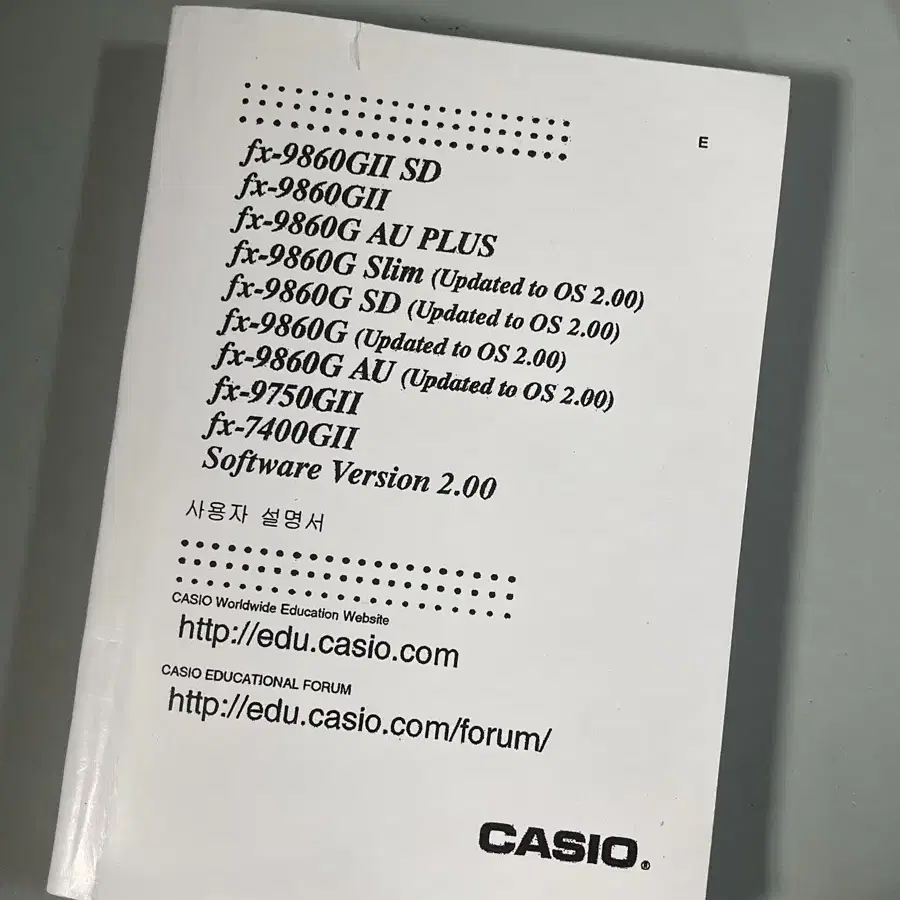 E
fx-9860GII SD
fx-9860GII
fx-9860G AU PLUS
fx-9860G Slim (Updated to OS 2.00)
fx-9860G SD (Updated to OS 2.00)
fx-9860G (Updated to OS 2.00)
fx-9860G AU (Updated to OS 2.00)
fx-9750GII
fx-7400GII
Software Version 2.00
사용자 설명서
CASIO Worldwide Education Website
http://edu.casio.com
CASIO EDUCATIONAL FORUM
http://edu.casio.com/forum/
CASIO®